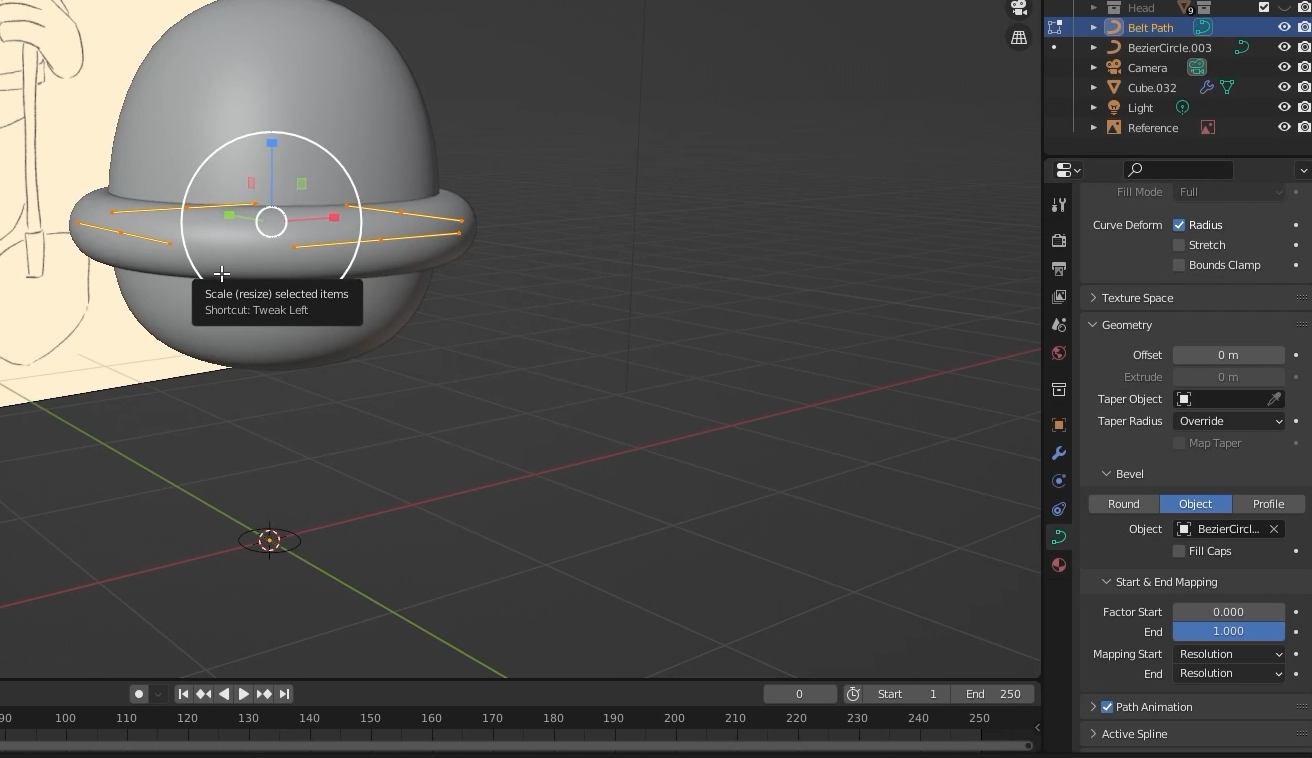 Head
9
Belt Path
BezierCircle.003
Camera
Cube.032
Light
Reference
Fill Mode Full
Curve Deform Radius
Stretch
Bounds Clamp
Texture Space
Geometry
Offset 0 m
Extrude 0 m
Taper Object
Taper Radius Override
Map Taper
Bevel
Round Object Profile
Object BezierCircl...
Fill Caps
Start & End Mapping
Factor Start 0.000
End 1.000
Mapping Start Resolution
End Resolution
Path Animation
Active Spline
Scale (resize) selected items
Shortcut: Tweak Left
0 Start 1 End 250
90 100 110 120 130 140 150 160 170 180 190 200 210 220 230 240 250